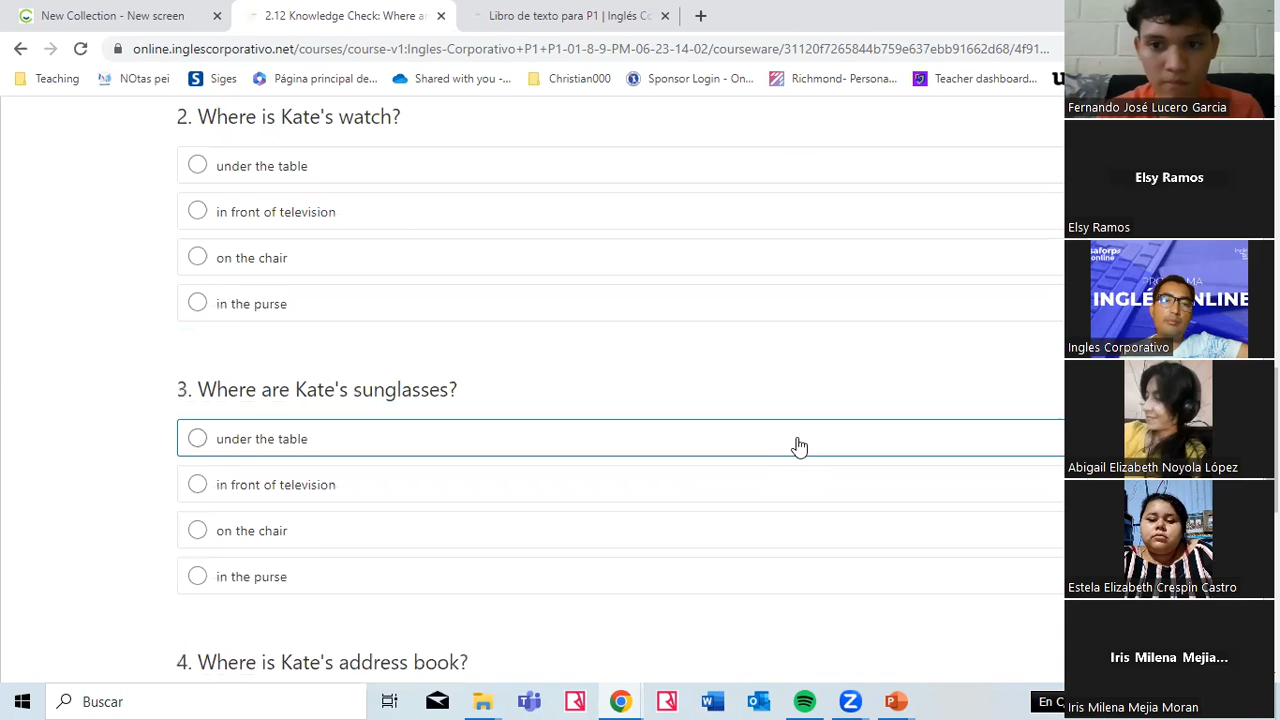 New Collection - New screen
2.12 Knowledge Check: Where ar
Libro de texto para P1 | Inglés Co
online.inglescorporativo.net/courses/course-v1:Ingles-Corporativo+P1+P1-01-8-9-PM-06-23-14-02/courseware/31120f7265844b759e637ebb91662d68/4f91...
Teaching
NOtas pei
Siges
Página principal de...
Shared with you -...
Christian000
Sponsor Login - On...
Richmond- Persona...
Teacher dashboard...
2. Where is Kate's watch?
under the table
in front of television
on the chair
in the purse
3. Where are Kate's sunglasses?
under the table
in front of television
on the chair
in the purse
4. Where is Kate's address book?
Buscar
Fernando José Lucero Garcia
Elsy Ramos
Elsy Ramos
INGLÉ
NLINE
Ingles Corporativo
Abigail Elizabeth Noyola López
Estela Elizabeth Crespin Castro
Iris Milena Mejia...
Iris Milena Mejia Moran